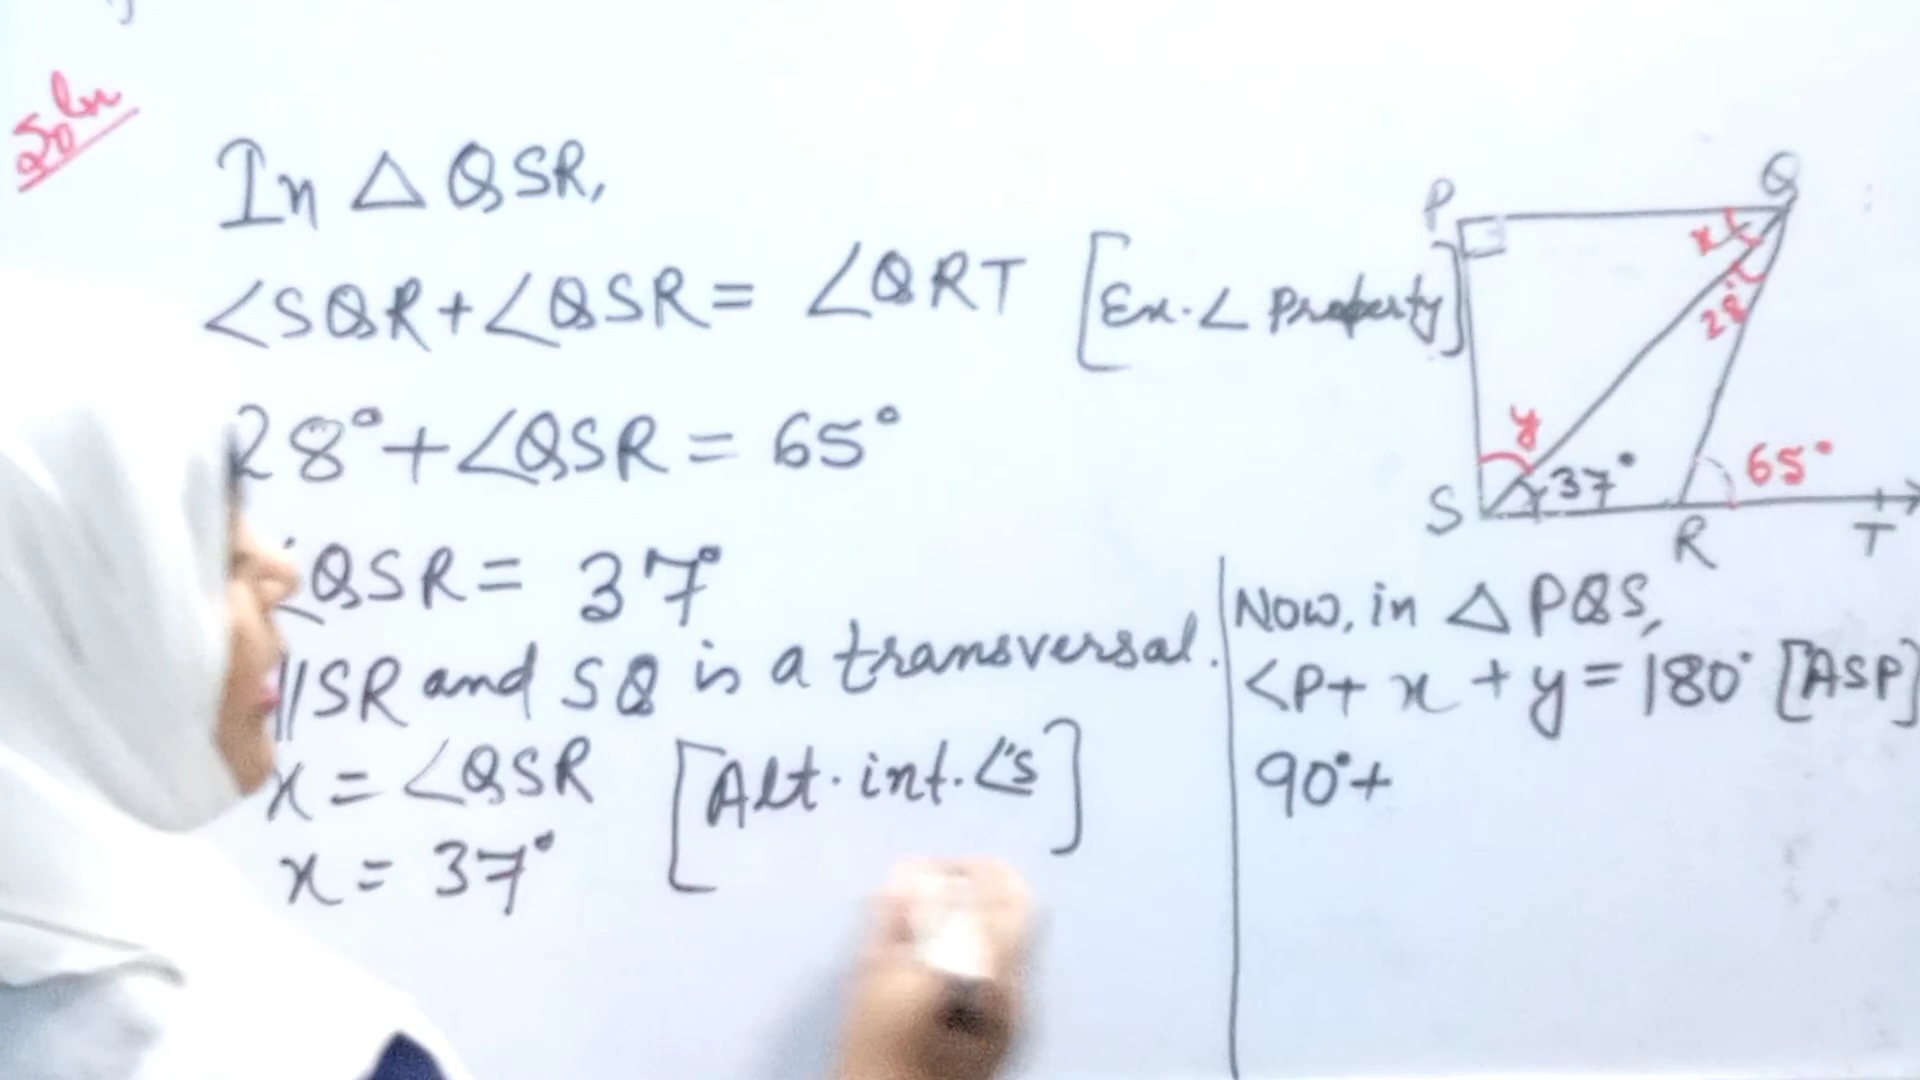 Soln
In △ QSR,
∠SQR+∠QSR = ∠QRT [Ex. ∠ Property]
28°+∠QSR = 65°
∠QSR = 37°
||SR and SQ is a transversal.
x = ∠QSR [Alt. int. ∠'s]
x = 37°
P
Q
x
28°
y
37°
65°
S
R
T
Now, in △ PQS,
∠P+ x + y = 180° [ASP]
90°+